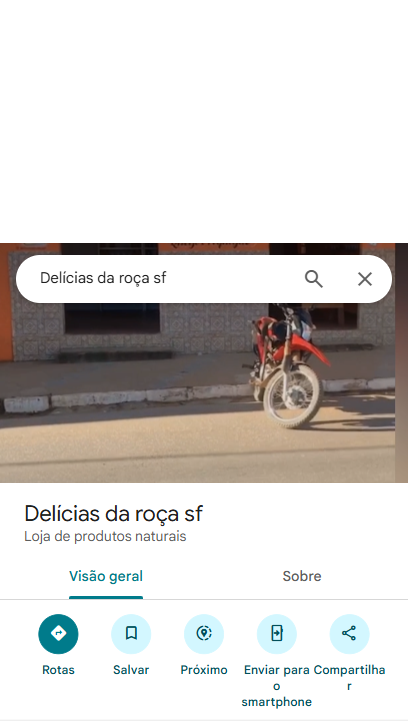 Delícias da roça sf
Delícias da roça sf
Loja de produtos naturais
Visão geral
Sobre
Rotas
Salvar
Próximo
Enviar para
o
smartphone
Compartilha
r